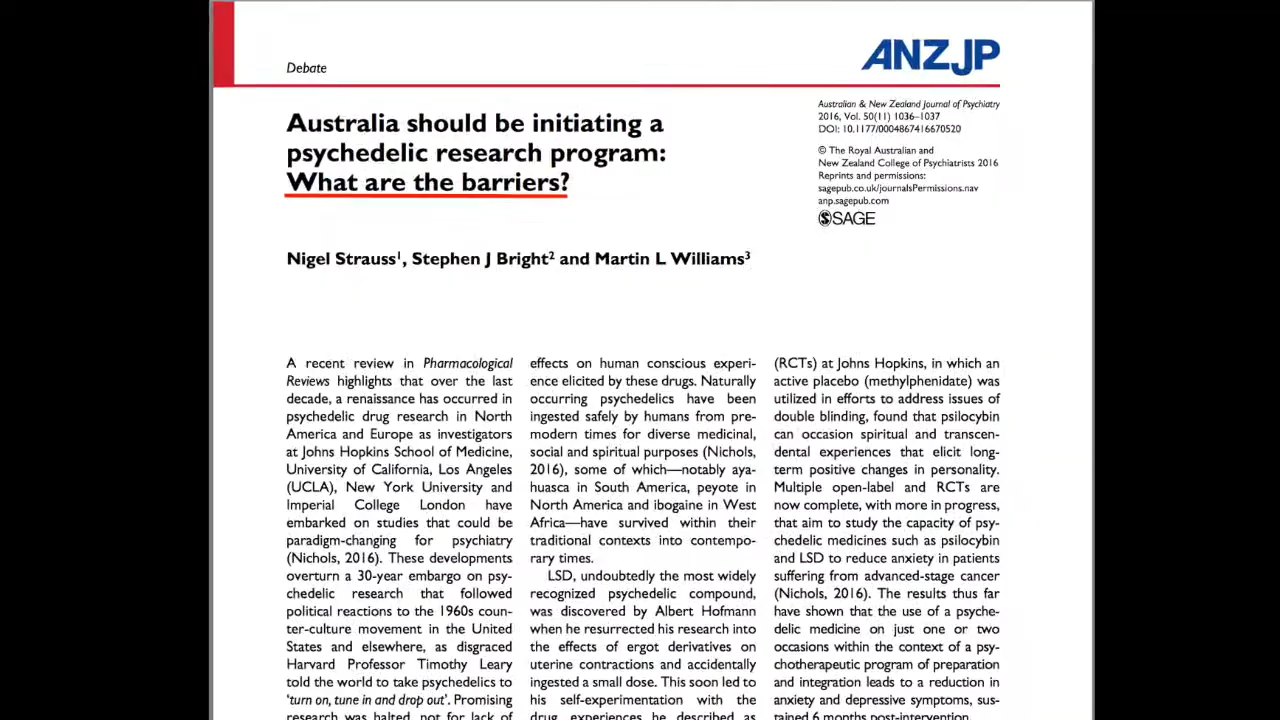 Debate
ANZJP
Australia should be initiating a
psychedelic research program:
What are the barriers?
Australian & New Zealand Journal of Psychiatry
2016, Vol. 50(11) 1036–1037
DOI: 10.1177/0004867416670520
© The Royal Australian and
New Zealand College of Psychiatrists 2016
Reprints and permissions:
sagepub.co.uk/journalsPermissions.nav
anp.sagepub.com
SAGE
Nigel Strauss1, Stephen J Bright2 and Martin L Williams3
A recent review in Pharmacological
Reviews highlights that over the last
decade, a renaissance has occurred in
psychedelic drug research in North
America and Europe as investigators
at Johns Hopkins School of Medicine,
University of California, Los Angeles
(UCLA), New York University and
Imperial College London have
embarked on studies that could be
paradigm-changing for psychiatry
(Nichols, 2016). These developments
overturn a 30-year embargo on psy-
chedelic research that followed
political reactions to the 1960s coun-
ter-culture movement in the United
States and elsewhere, as disgraced
Harvard Professor Timothy Leary
told the world to take psychedelics to
‘turn on, tune in and drop out’. Promising
research was halted, not for lack of
effects on human conscious experi-
ence elicited by these drugs. Naturally
occurring psychedelics have been
ingested safely by humans from pre-
modern times for diverse medicinal,
social and spiritual purposes (Nichols,
2016), some of which—notably aya-
huasca in South America, peyote in
North America and ibogaine in West
Africa—have survived within their
traditional contexts into contempo-
rary times.
LSD, undoubtedly the most widely
recognized psychedelic compound,
was discovered by Albert Hofmann
when he resurrected his research into
the effects of ergot derivatives on
uterine contractions and accidentally
ingested a small dose. This soon led to
his self-experimentation with the
drug, experiences he described as
(RCTs) at Johns Hopkins, in which an
active placebo (methylphenidate) was
utilized in efforts to address issues of
double blinding, found that psilocybin
can occasion spiritual and transcen-
dental experiences that elicit long-
term positive changes in personality.
Multiple open-label and RCTs are
now complete, with more in progress,
that aim to study the capacity of psy-
chedelic medicines such as psilocybin
and LSD to reduce anxiety in patients
suffering from advanced-stage cancer
(Nichols, 2016). The results thus far
have shown that the use of a psyche-
delic medicine on just one or two
occasions within the context of a psy-
chotherapeutic program of preparation
and integration leads to a reduction in
anxiety and depressive symptoms, sus-
tained 6 months post-intervention.